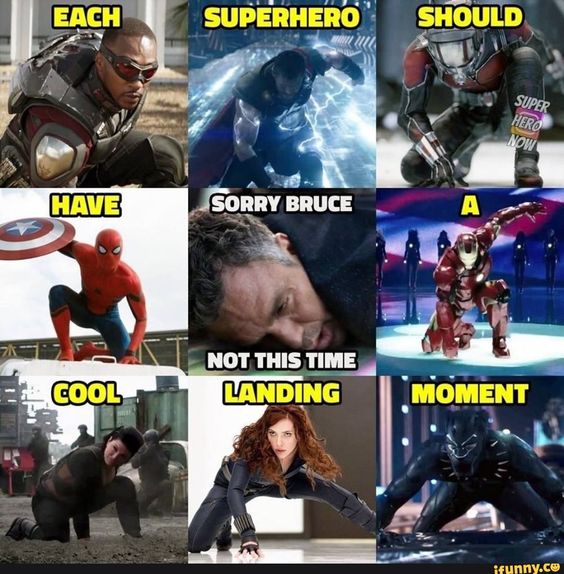 EACH
SUPERHERO
SHOULD
SUPER
HERO
NOW
HAVE
SORRY BRUCE
NOT THIS TIME
A
COOL
LANDING
MOMENT
ifunny.co